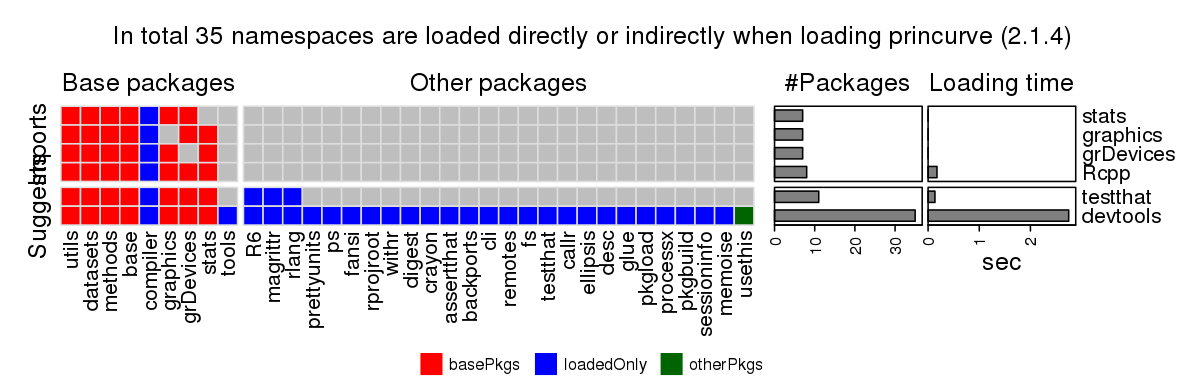 In total 35 namespaces are loaded directly or indirectly when loading princurve (2.1.4)
Base packages
Other packages
#Packages
Loading time
Imports
Suggests
stats
graphics
grDevices
Rcpp
testthat
devtools
utils
datasets
methods
base
compiler
graphics
grDevices
stats
tools
R6
magrittr
rlang
prettyunits
ps
fansi
rprojroot
withr
digest
crayon
assertthat
backports
cli
remotes
fs
testthat
callr
ellipsis
desc
glue
pkgload
processx
pkgbuild
sessioninfo
memoise
usethis
0 10 20 30
0 1 2
sec
basePkgs loadedOnly otherPkgs